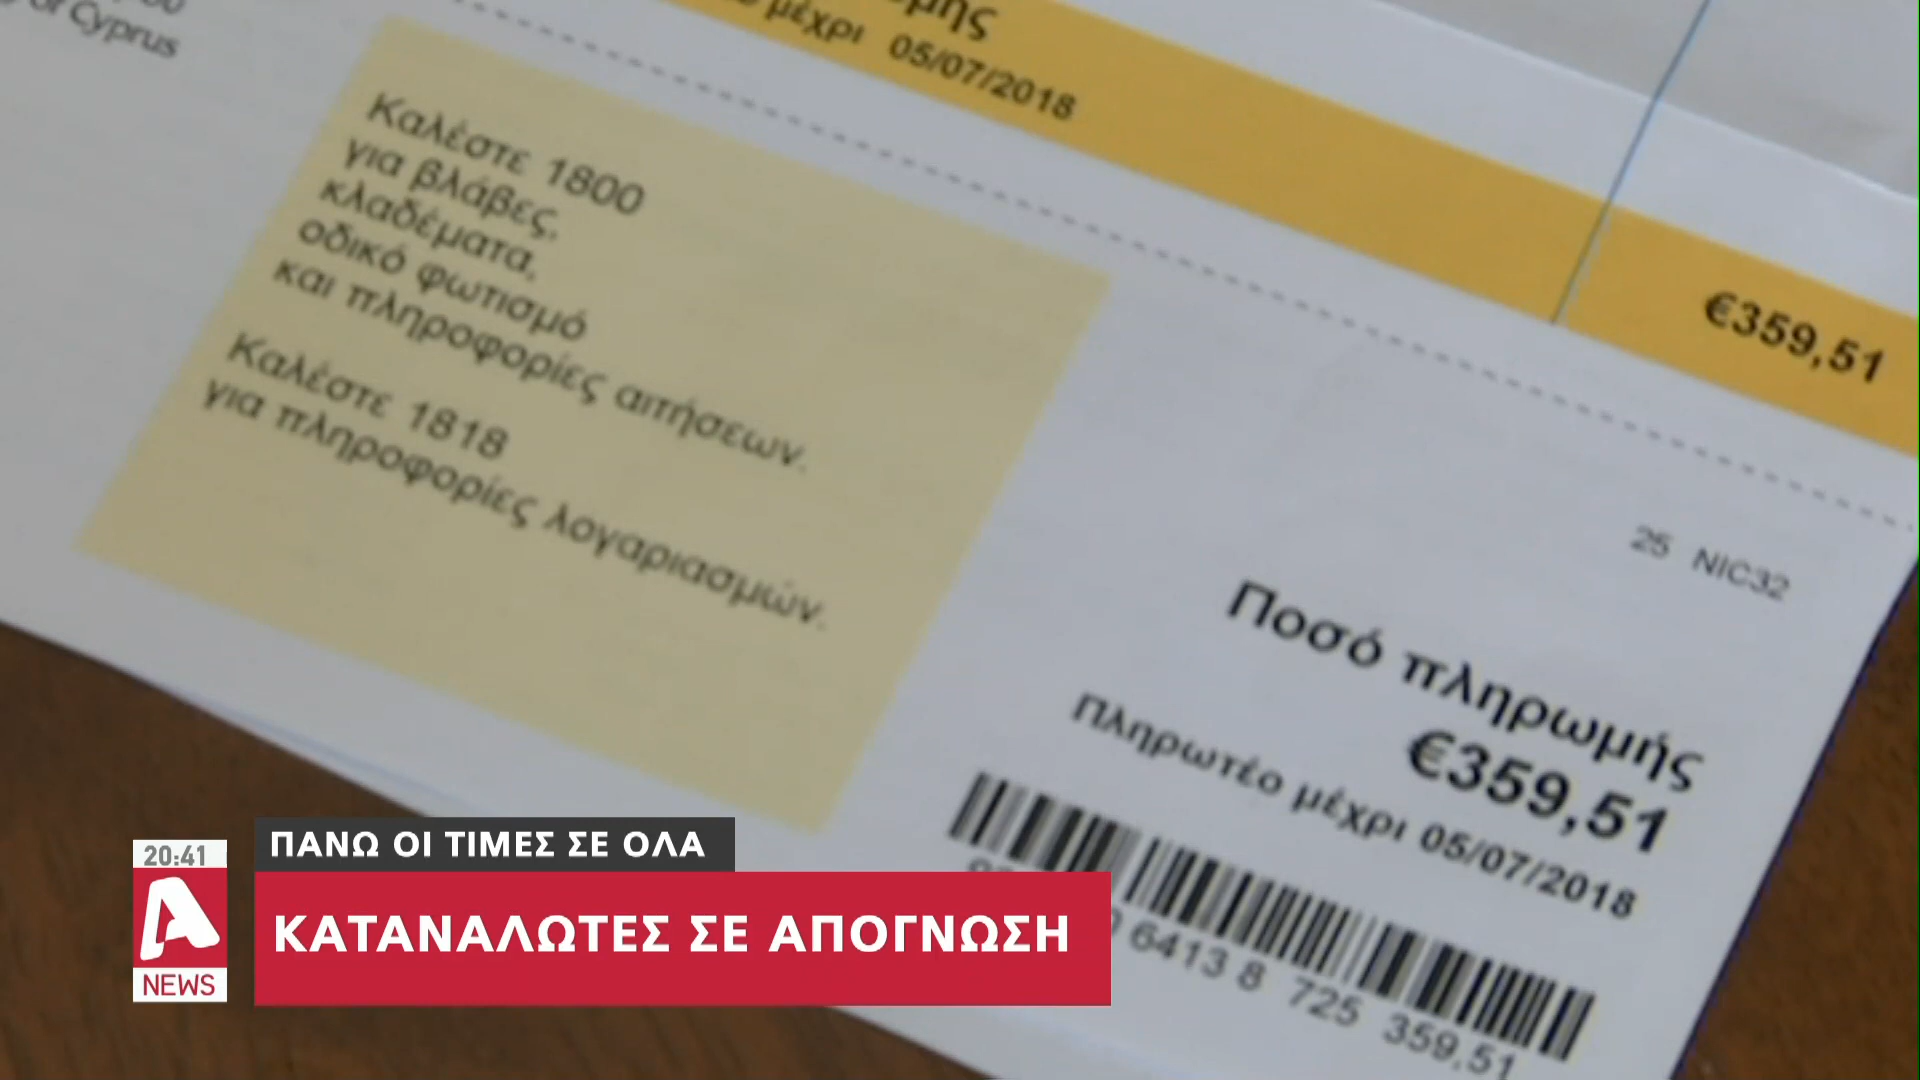 of Cyprus
μέχρι 05/07/2018
€359,51
Καλέστε 1800
για βλάβες,
κλαδέματα,
οδικό φωτισμό
και πληροφορίες αιτήσεων.
Καλέστε 1818
για πληροφορίες λογαριασμών.
25 NIC32
Ποσό πληρωμής
€359,51
Πληρωτέο μέχρι 05/07/2018
6413 8 725 359,51
20:41
NEWS
ΠΑΝΩ ΟΙ ΤΙΜΕΣ ΣΕ ΟΛΑ
ΚΑΤΑΝΑΛΩΤΕΣ ΣΕ ΑΠΟΓΝΩΣΗ